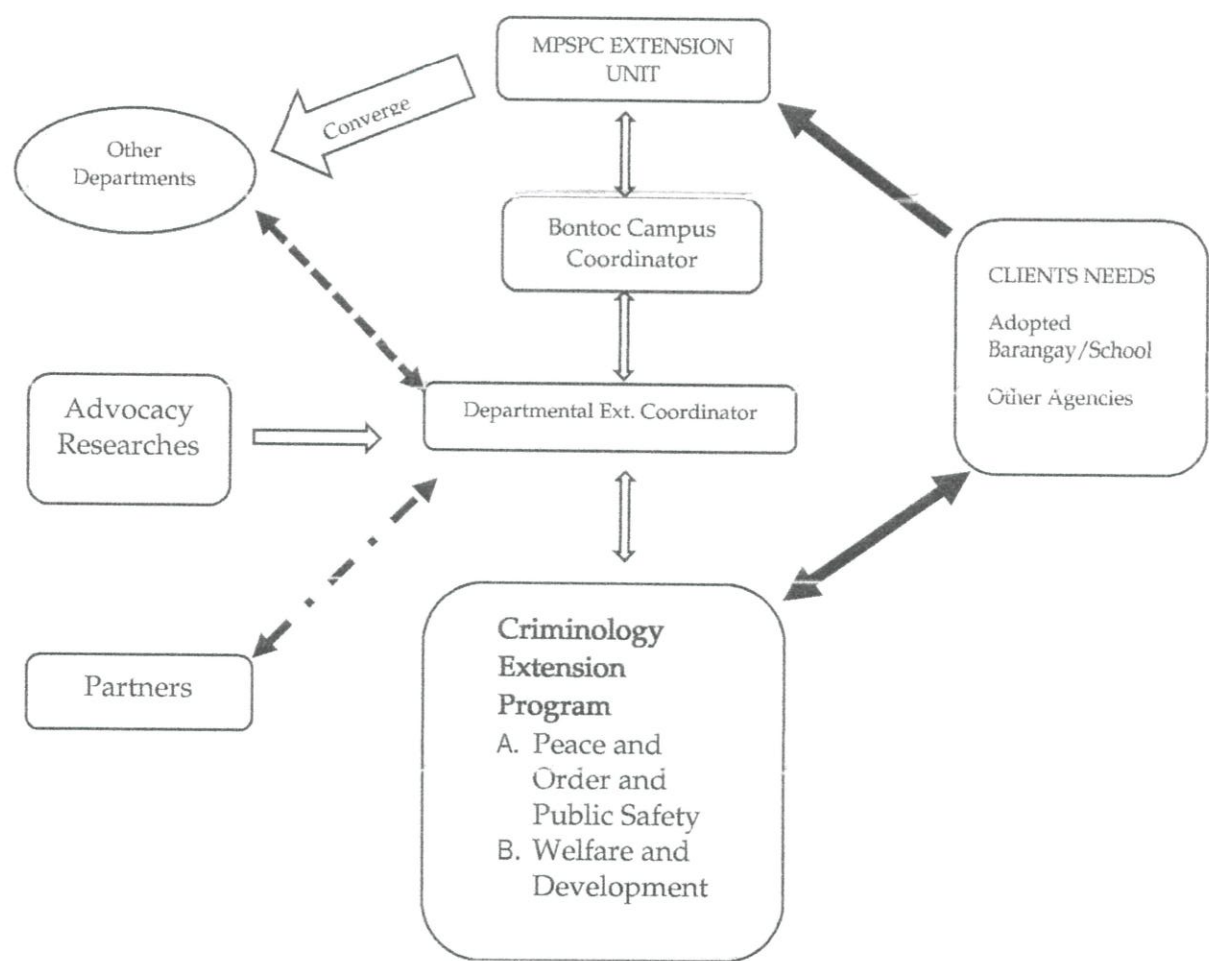 MPSPC EXTENSION
UNIT
Converge
Other
Departments
Bontoc Campus
Coordinator
CLIENTS NEEDS
Adopted
Barangay/School
Other Agencies
Advocacy
Researches
Departmental Ext. Coordinator
Partners
Criminology
Extension
Program
A. Peace and
Order and
Public Safety
B. Welfare and
Development